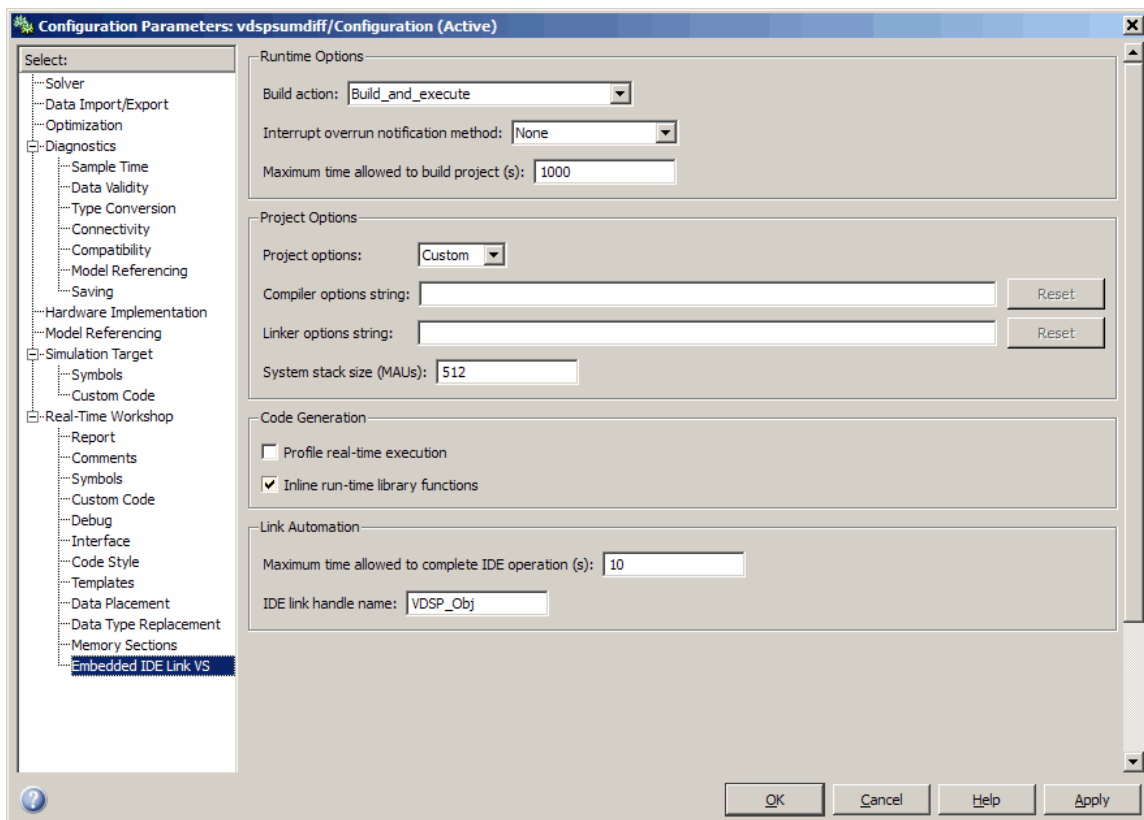 Configuration Parameters: vdspsumdiff/Configuration (Active)
Select:
Solver
Data Import/Export
Optimization
Diagnostics
Sample Time
Data Validity
Type Conversion
Connectivity
Compatibility
Model Referencing
Saving
Hardware Implementation
Model Referencing
Simulation Target
Symbols
Custom Code
Real-Time Workshop
Report
Comments
Symbols
Custom Code
Debug
Interface
Code Style
Templates
Data Placement
Data Type Replacement
Memory Sections
Embedded IDE Link VS
Runtime Options
Build action: Build_and_execute
Interrupt overrun notification method: None
Maximum time allowed to build project (s): 1000
Project Options
Project options: Custom
Compiler options string: Reset
Linker options string: Reset
System stack size (MAUs): 512
Code Generation
Profile real-time execution
Inline run-time library functions
Link Automation
Maximum time allowed to complete IDE operation (s): 10
IDE link handle name: VDSP_Obj
? OK Cancel Help Apply